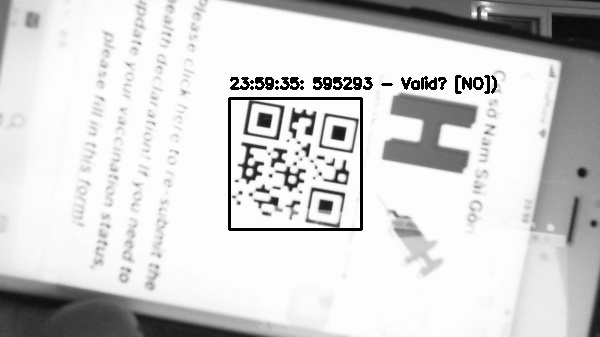 23:59:35: 595293 – Valid? [NO])
H
sở Nam Sài Gòn
please click here to re-submit the
health declaration! If you need to
update your vaccination status,
please fill in this form!